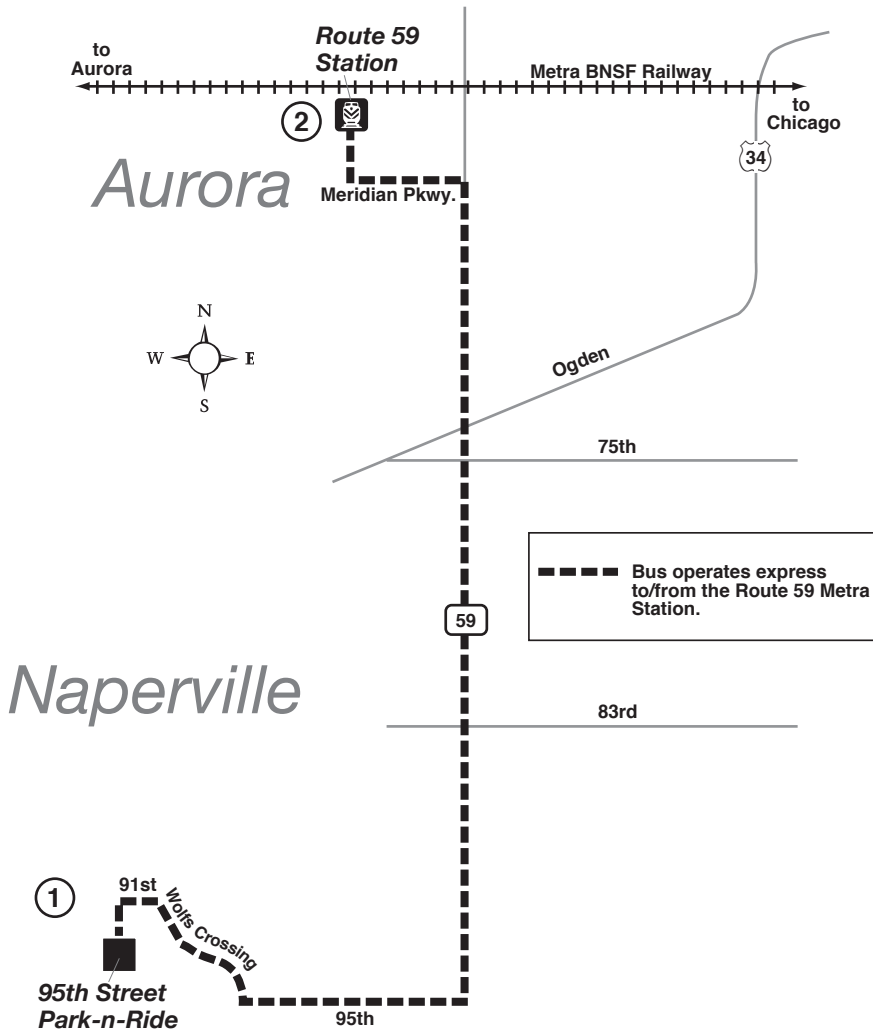 Route 59
Station
to
Aurora
Metra BNSF Railway
to
Chicago
2
34
Aurora
Meridian Pkwy.
N
W
E
S
Ogden
75th
Bus operates express
to/from the Route 59 Metra
Station.
59
Naperville
83rd
1
91st
Wolfs Crossing
95th Street
Park-n-Ride
95th